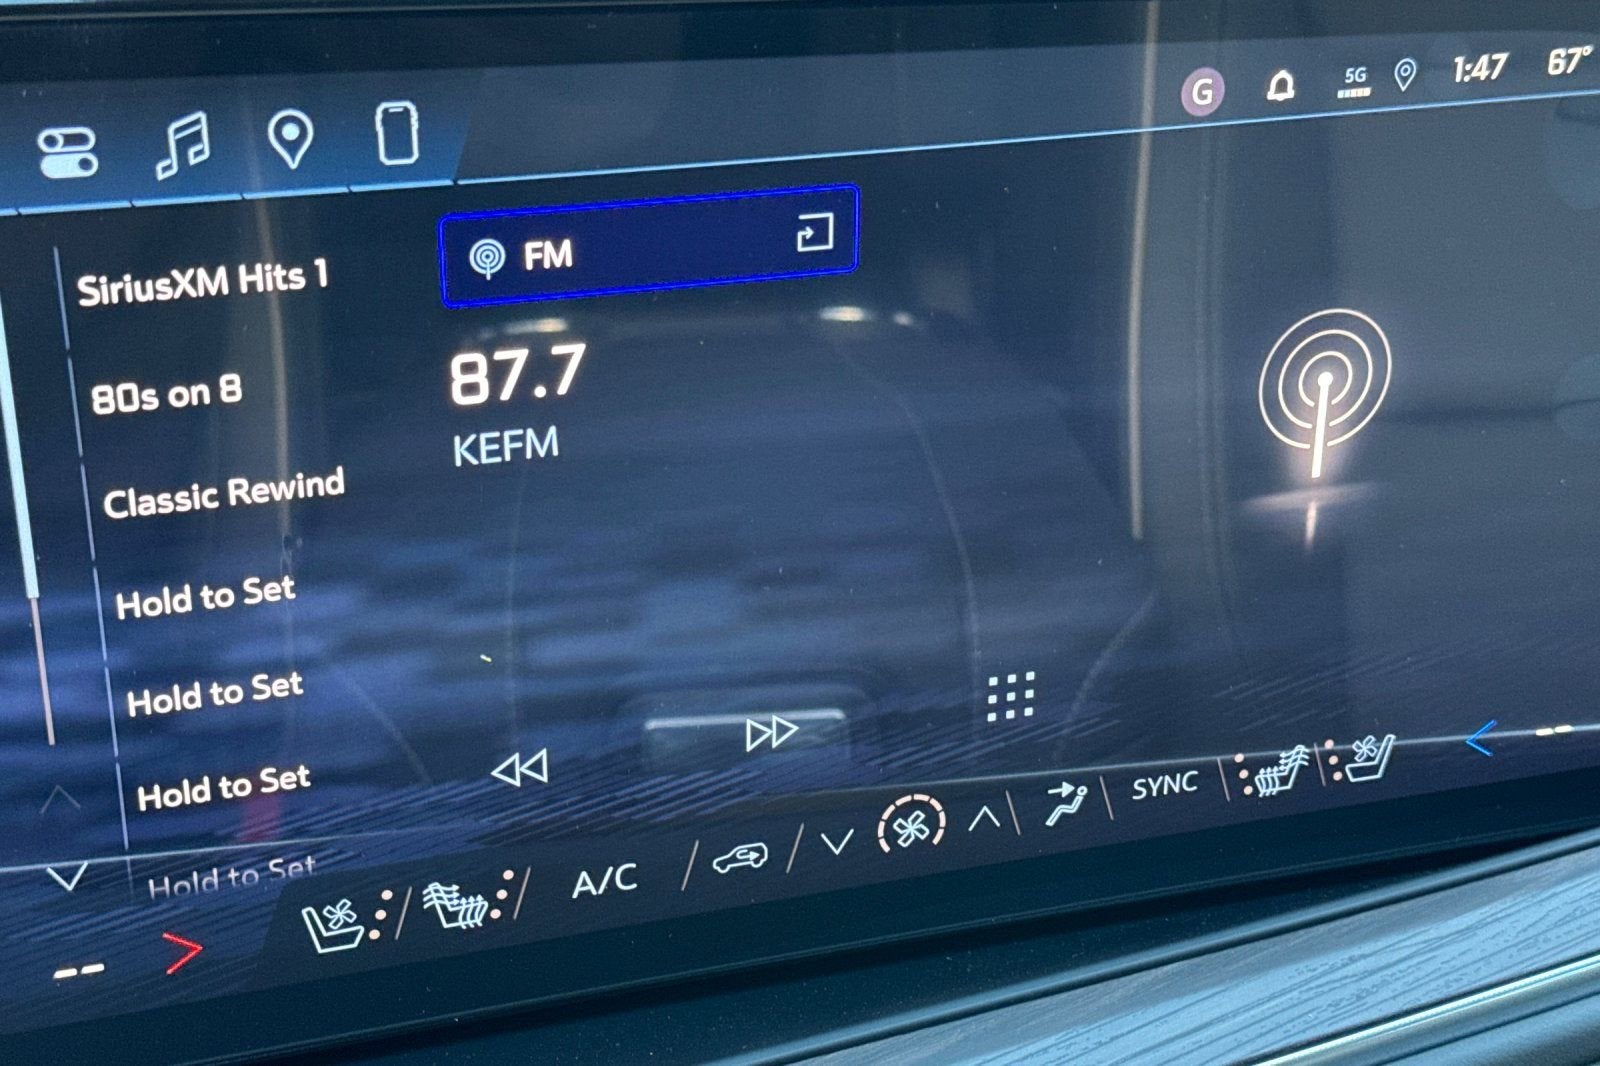 G 5G 1:47 67°
FM
87.7
KEFM
SiriusXM Hits 1
80s on 8
Classic Rewind
Hold to Set
Hold to Set
Hold to Set
Hold to Set
-- A/C SYNC --